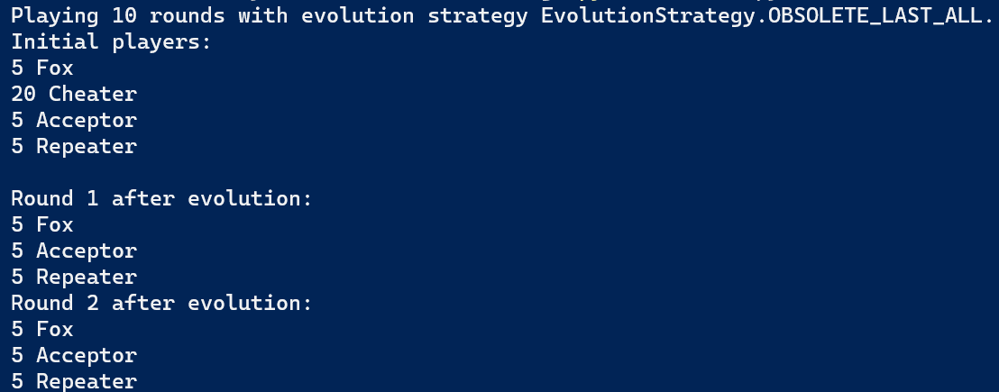 Playing 10 rounds with evolution strategy EvolutionStrategy.OBSOLETE_LAST_ALL.
Initial players:
5 Fox
20 Cheater
5 Acceptor
5 Repeater
Round 1 after evolution:
5 Fox
5 Acceptor
5 Repeater
Round 2 after evolution:
5 Fox
5 Acceptor
5 Repeater